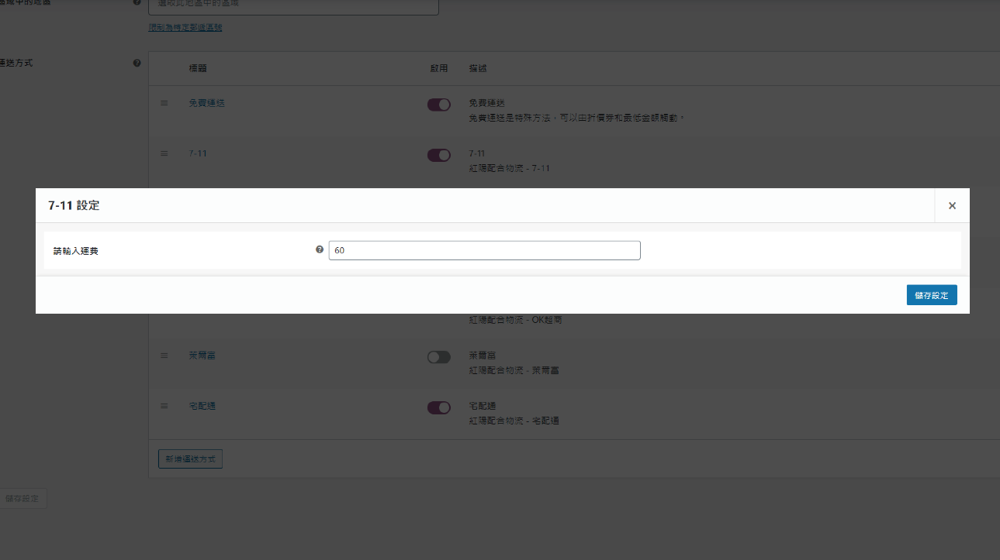 區域中的地區
選取此地區中的區域
限制為特定郵遞區號
運送方式
標題 啟用 描述
免費運送 免費運送
免費運送是特殊方法，可以由折價券和最低金額觸動。
7-11 7-11
紅陽配合物流 - 7-11
7-11 設定
請輸入運費 60
儲存設定
紅陽配合物流 - OK超商
萊爾富 萊爾富
紅陽配合物流 - 萊爾富
宅配通 宅配通
紅陽配合物流 - 宅配通
新增運送方式
儲存設定